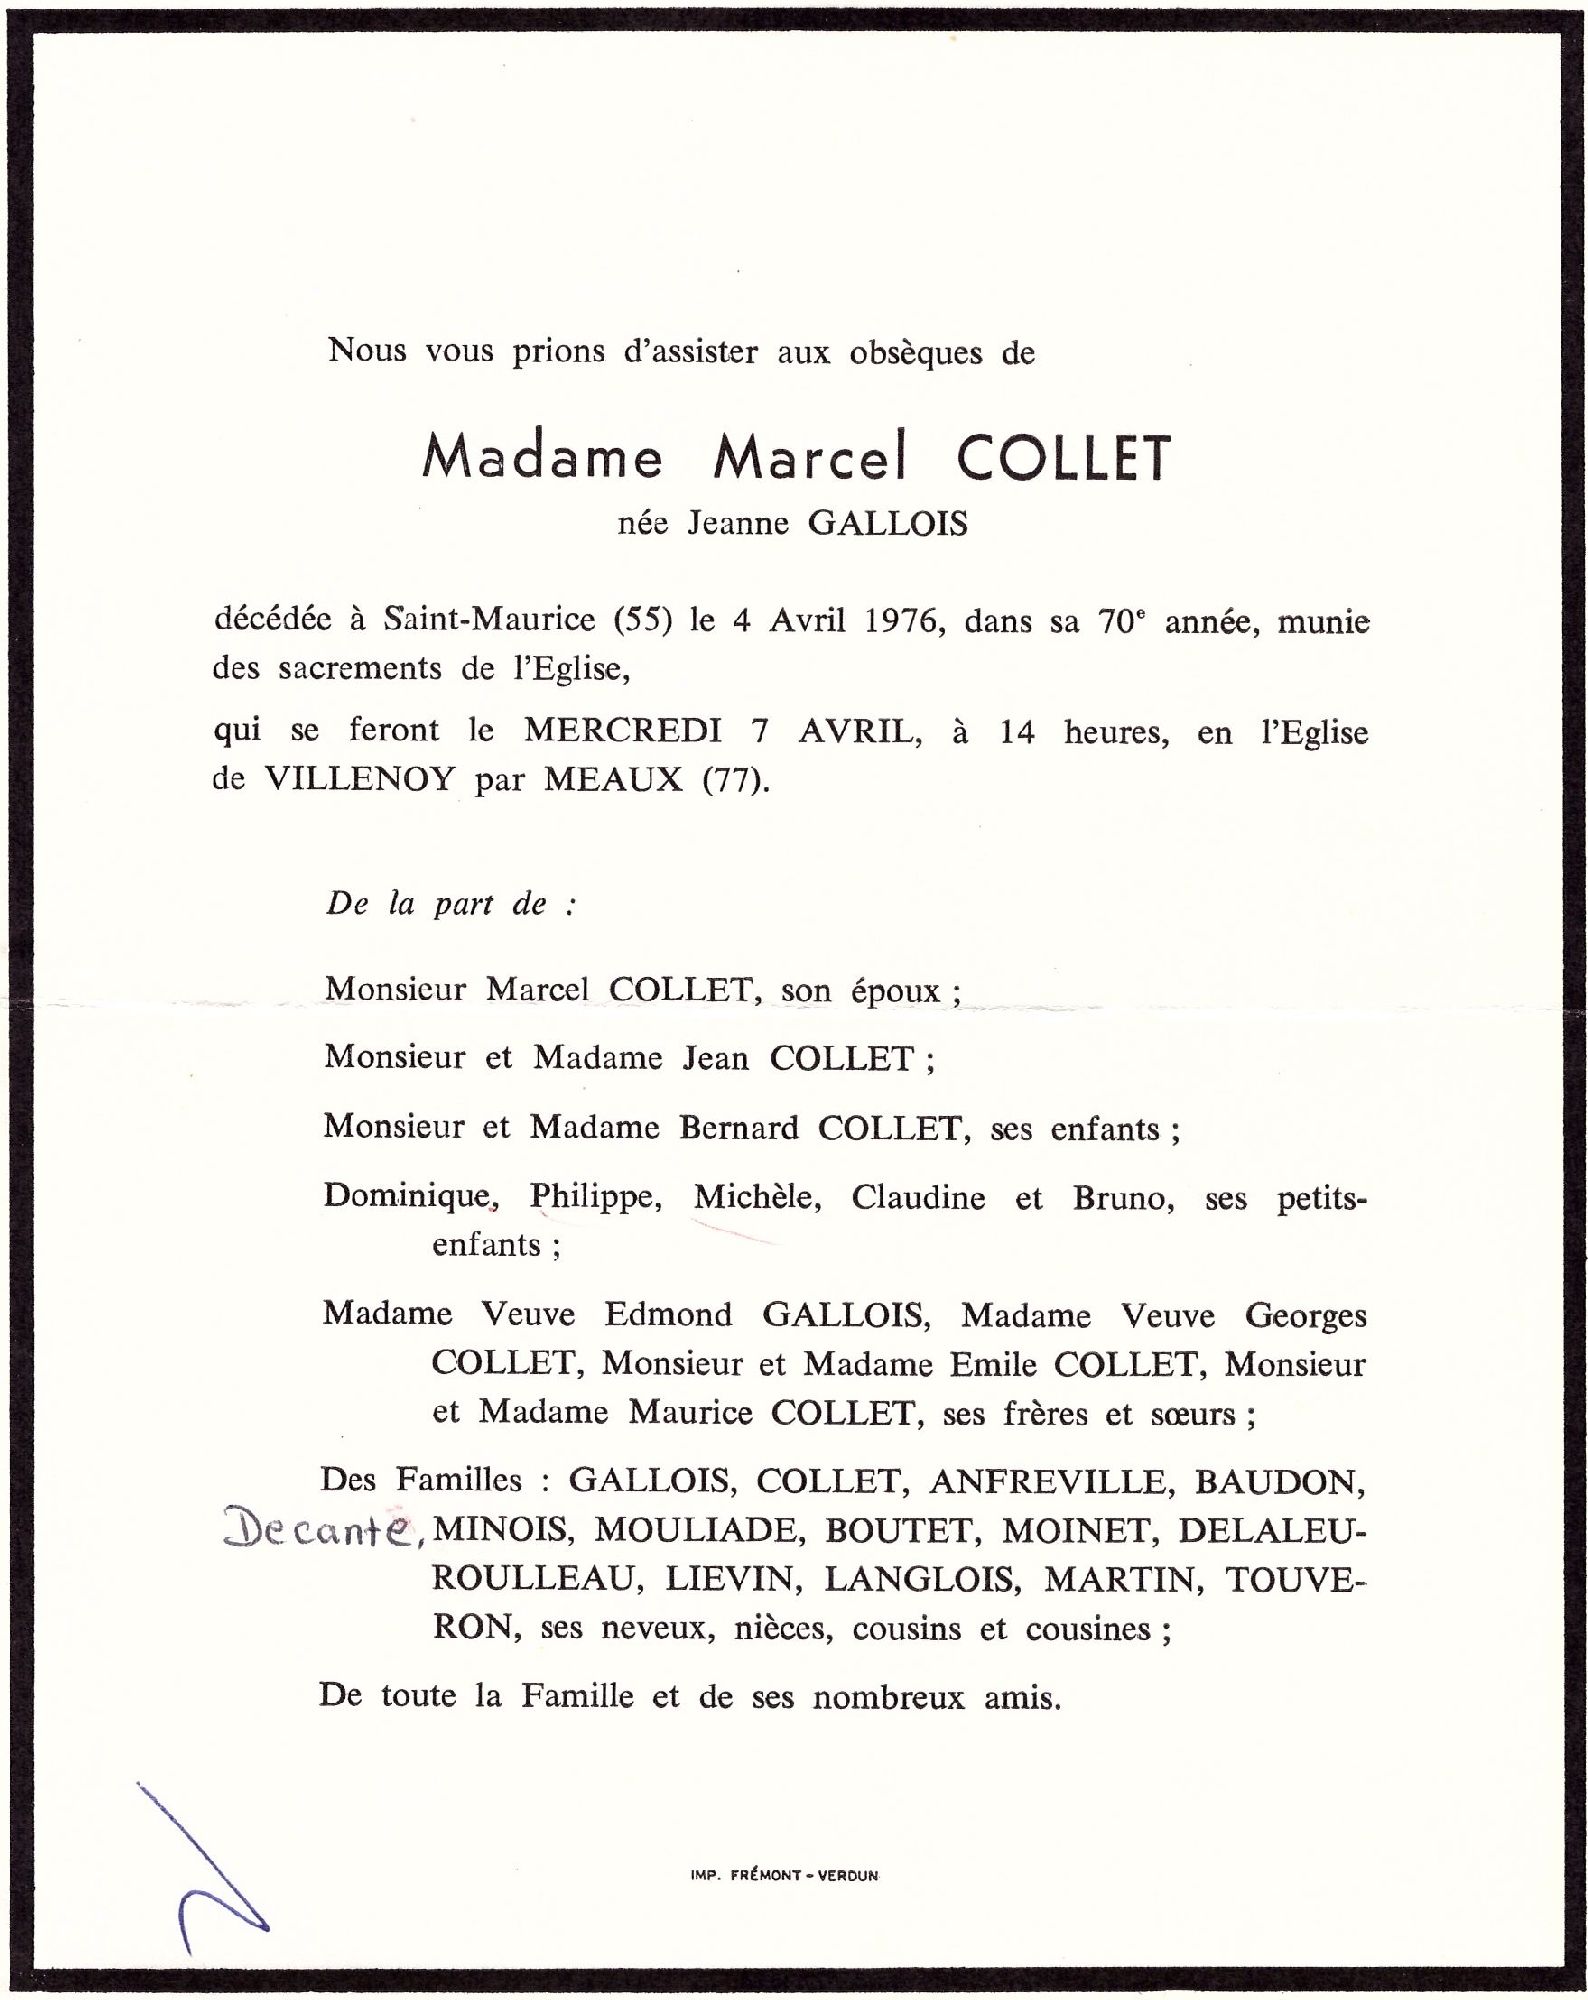 Nous vous prions d'assister aux obsèques de
Madame Marcel COLLET
née Jeanne GALLOIS
décédée à Saint-Maurice (55) le 4 Avril 1976, dans sa 70e année, munie
des sacrements de l'Eglise,
qui se feront le MERCREDI 7 AVRIL, à 14 heures, en l'Eglise
de VILLENOY par MEAUX (77).
De la part de :
Monsieur Marcel COLLET, son époux ;
Monsieur et Madame Jean COLLET ;
Monsieur et Madame Bernard COLLET, ses enfants ;
Dominique, Philippe, Michèle, Claudine et Bruno, ses petits-
enfants ;
Madame Veuve Edmond GALLOIS, Madame Veuve Georges
COLLET, Monsieur et Madame Emile COLLET, Monsieur
et Madame Maurice COLLET, ses frères et sœurs ;
Des Familles : GALLOIS, COLLET, ANFREVILLE, BAUDON,
Decante, MINOIS, MOULIADE, BOUTET, MOINET, DELALEU-
ROULLEAU, LIEVIN, LANGLOIS, MARTIN, TOUVE-
RON, ses neveux, nièces, cousins et cousines ;
De toute la Famille et de ses nombreux amis.
IMP. FRÉMONT - VERDUN